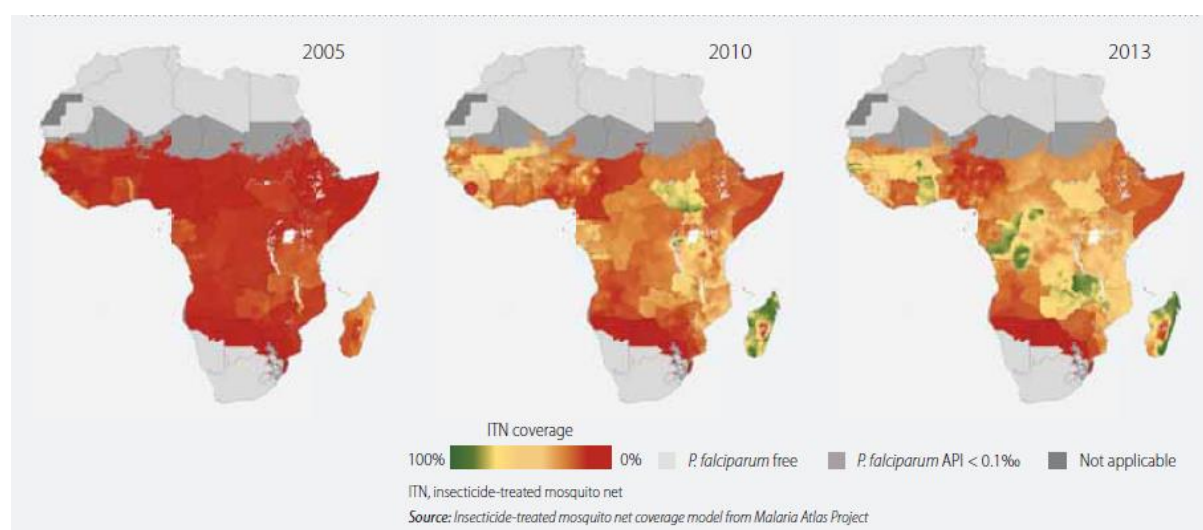 2005
2010
2013
ITN coverage
100% 0% P. falciparum free P. falciparum API < 0.1‰ Not applicable
ITN, insecticide-treated mosquito net
Source: Insecticide-treated mosquito net coverage model from Malaria Atlas Project